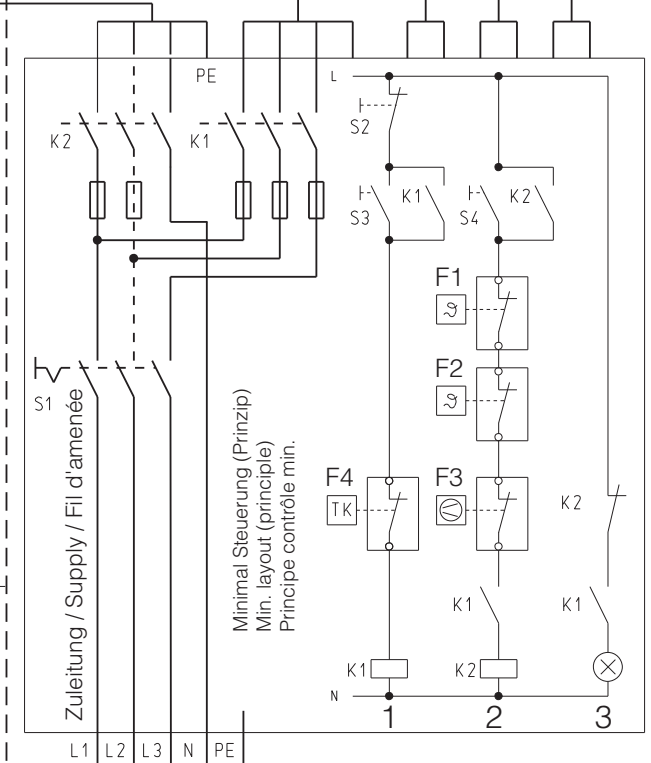 PE
L
S2
K2
K1
S3
K1
S4
K2
F1
ϑ
F2
ϑ
S1
F4
TK
F3
K2
K1
K1
K1
K2
N
1
2
3
Zuleitung / Supply / Fil d'amenée
Minimal Steuerung (Prinzip)
Min. layout (principle)
Principe contrôle min.
L1 L2 L3 N PE